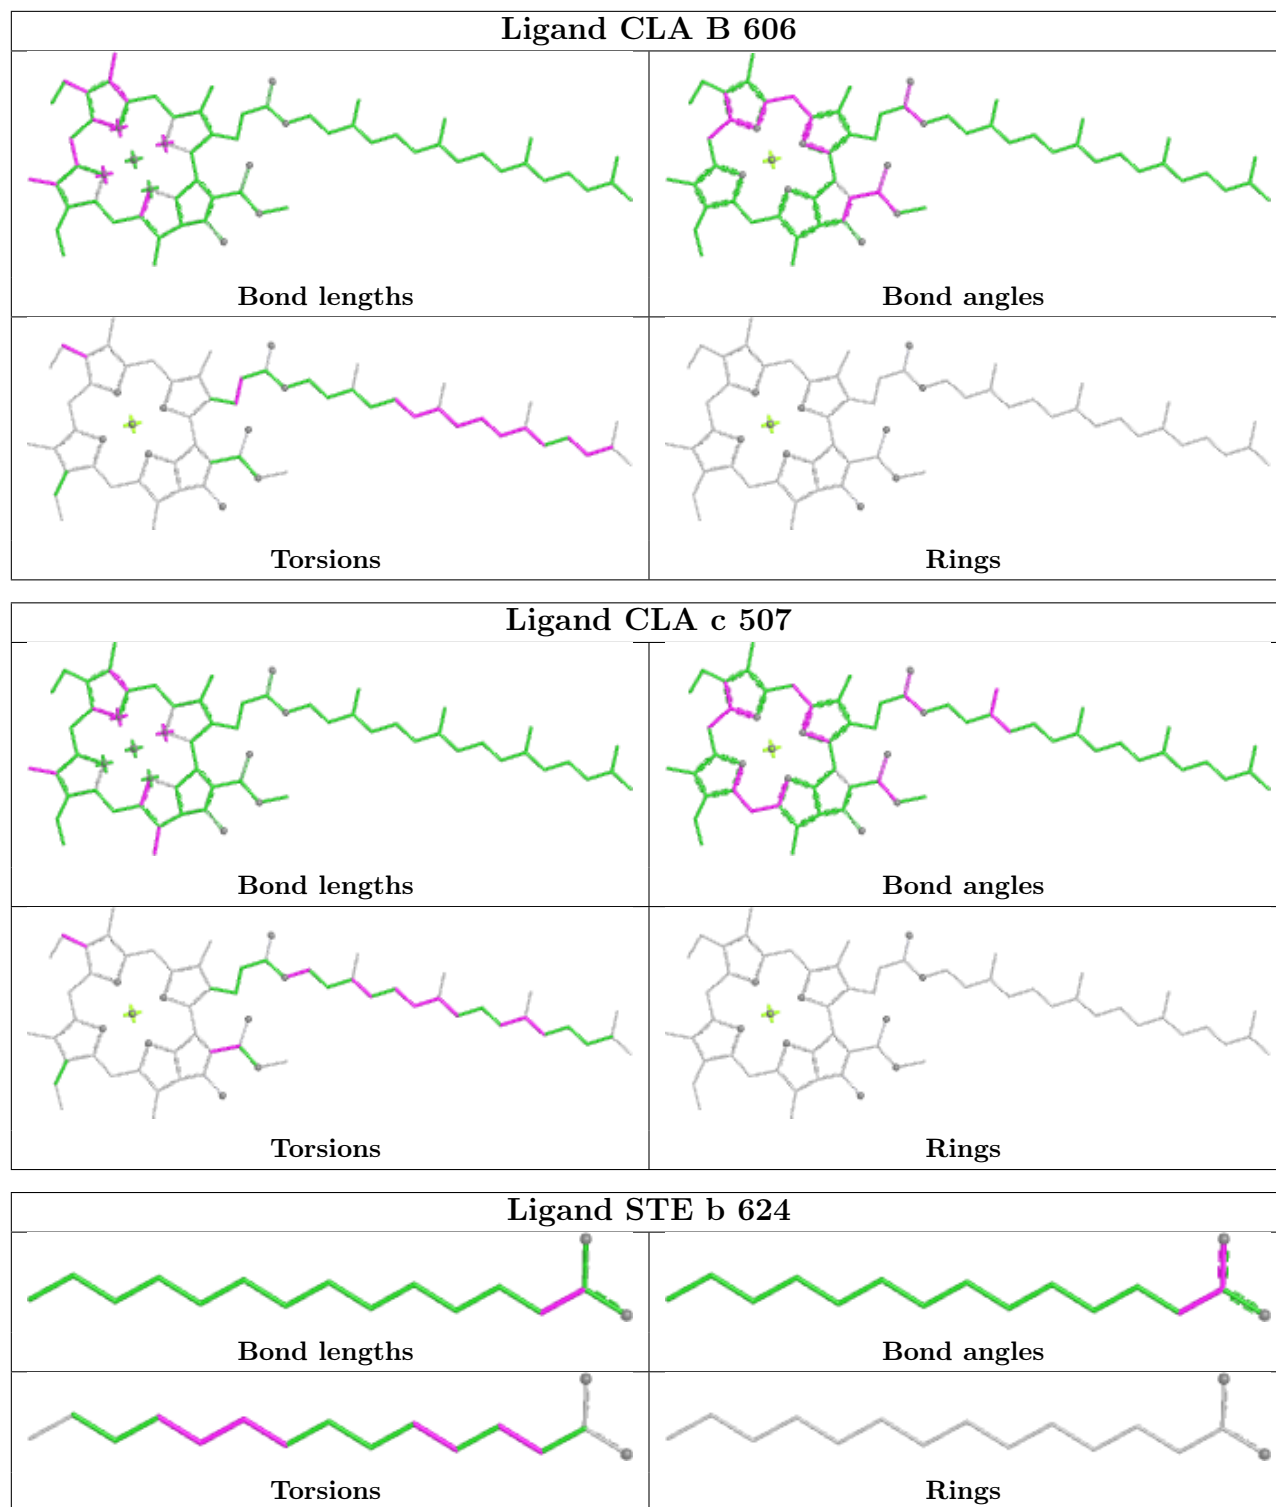 Ligand CLA B 606
Bond lengths
Bond angles
Torsions
Rings
Ligand CLA c 507
Bond lengths
Bond angles
Torsions
Rings
Ligand STE b 624
Bond lengths
Bond angles
Torsions
Rings